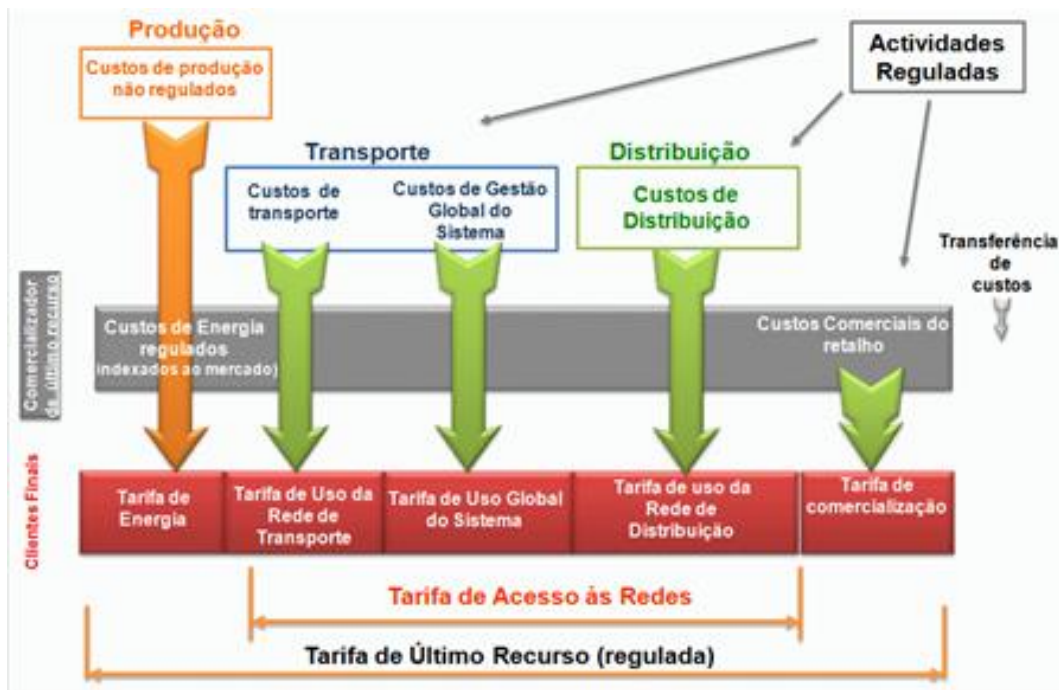 Produção
Custos de produção
não regulados
Actividades
Reguladas
Transporte
Custos de
transporte
Custos de Gestão
Global do
Sistema
Distribuição
Custos de
Distribuição
Transferência
de
custos
Comercializador
de último recurso
Custos de Energia
regulados
indexados ao mercado)
Custos Comerciais do
retalho
Clientes Finais
Tarifa de
Energia
Tarifa de Uso da
Rede de
Transporte
Tarifa de Uso Global
do Sistema
Tarifa de uso da
Rede de
Distribuição
Tarifa de
comercialização
Tarifa de Acesso ás Redes
Tarifa de Último Recurso (regulada)